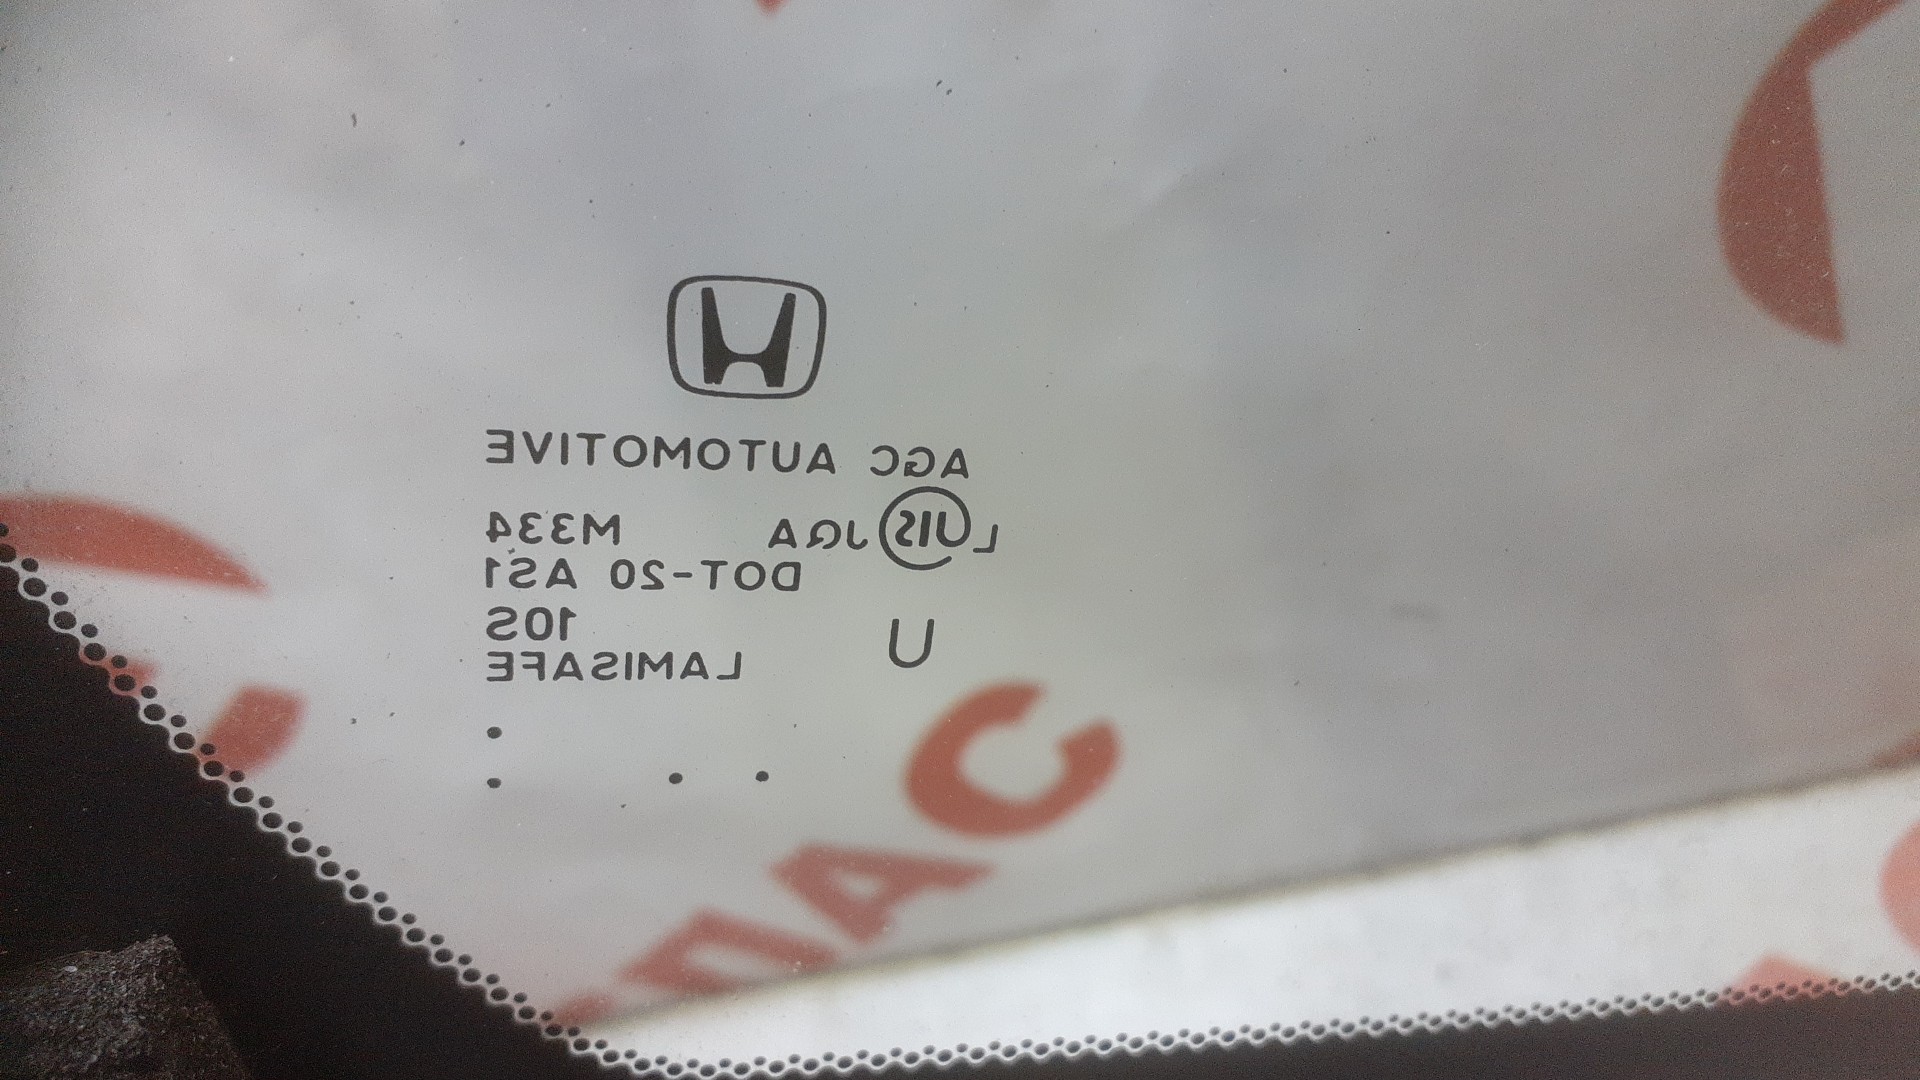 AGC AUTOMOTIVE
L JIS JQA M334
DOT-20 AS1
U 10S
LAMISAFE